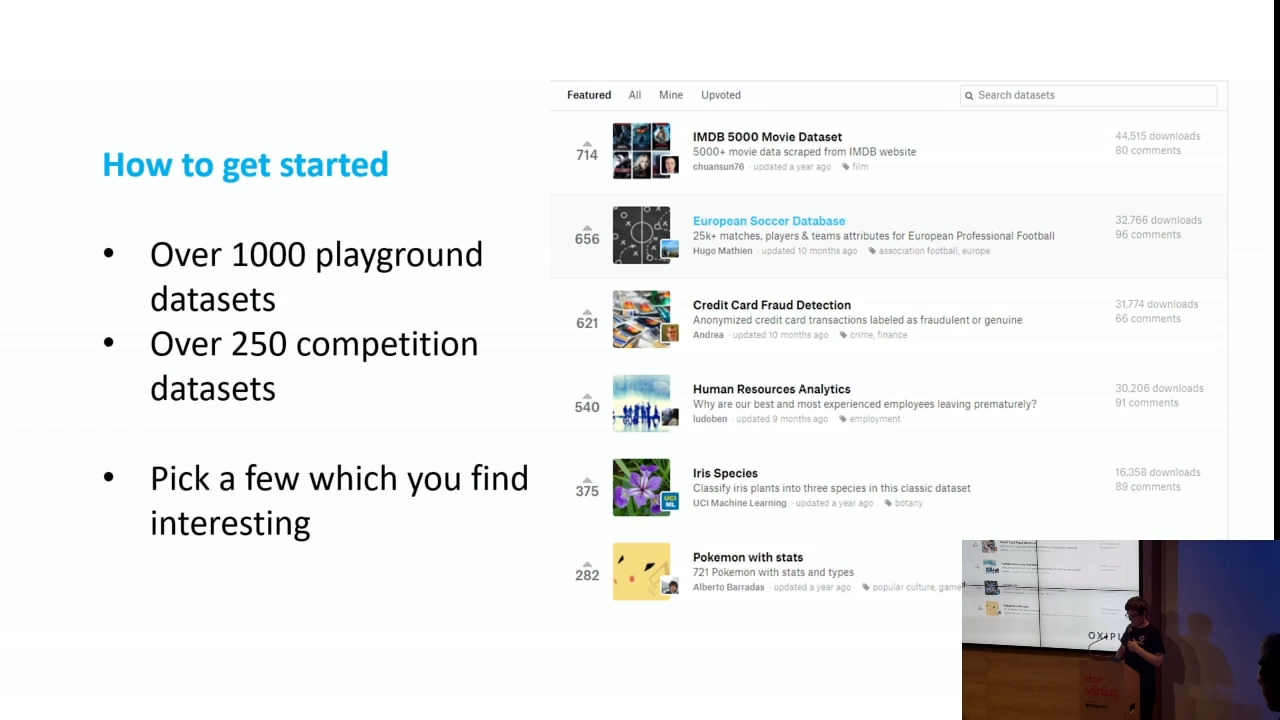 How to get started
• Over 1000 playground
datasets
• Over 250 competition
datasets
• Pick a few which you find
interesting
Featured All Mine Upvoted Search datasets
714
IMDB 5000 Movie Dataset
5000+ movie data scraped from IMDB website
chuansun76 · updated a year ago film
44,515 downloads
80 comments
656
European Soccer Database
25k+ matches, players & teams attributes for European Professional Football
Hugo Mathien · updated 10 months ago association football, europe
32,766 downloads
96 comments
621
Credit Card Fraud Detection
Anonymized credit card transactions labeled as fraudulent or genuine
Andrea · updated 10 months ago crime, finance
31,774 downloads
66 comments
540
Human Resources Analytics
Why are our best and most experienced employees leaving prematurely?
ludoben · updated 9 months ago employment
30,206 downloads
91 comments
375
UCI
ML
Iris Species
Classify iris plants into three species in this classic dataset
UCI Machine Learning · updated a year ago botany
16,358 downloads
89 comments
282
Pokemon with stats
721 Pokemon with stats and types
Alberto Barradas · updated a year ago popular culture, game
OXIPI
rise
vilnius